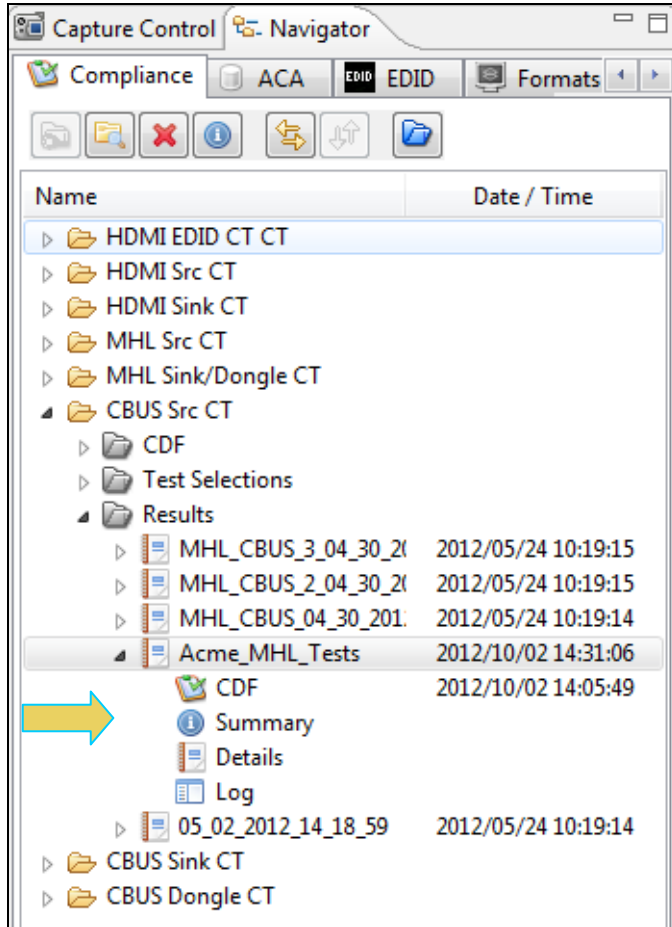 Capture Control Navigator
Compliance ACA EDID EDID Formats
Name Date / Time
HDMI EDID CT CT
HDMI Src CT
HDMI Sink CT
MHL Src CT
MHL Sink/Dongle CT
CBUS Src CT
CDF
Test Selections
Results
MHL_CBUS_3_04_30_20 2012/05/24 10:19:15
MHL_CBUS_2_04_30_20 2012/05/24 10:19:15
MHL_CBUS_04_30_201 2012/05/24 10:19:14
Acme_MHL_Tests 2012/10/02 14:31:06
CDF 2012/10/02 14:05:49
Summary
Details
Log
05_02_2012_14_18_59 2012/05/24 10:19:14
CBUS Sink CT
CBUS Dongle CT